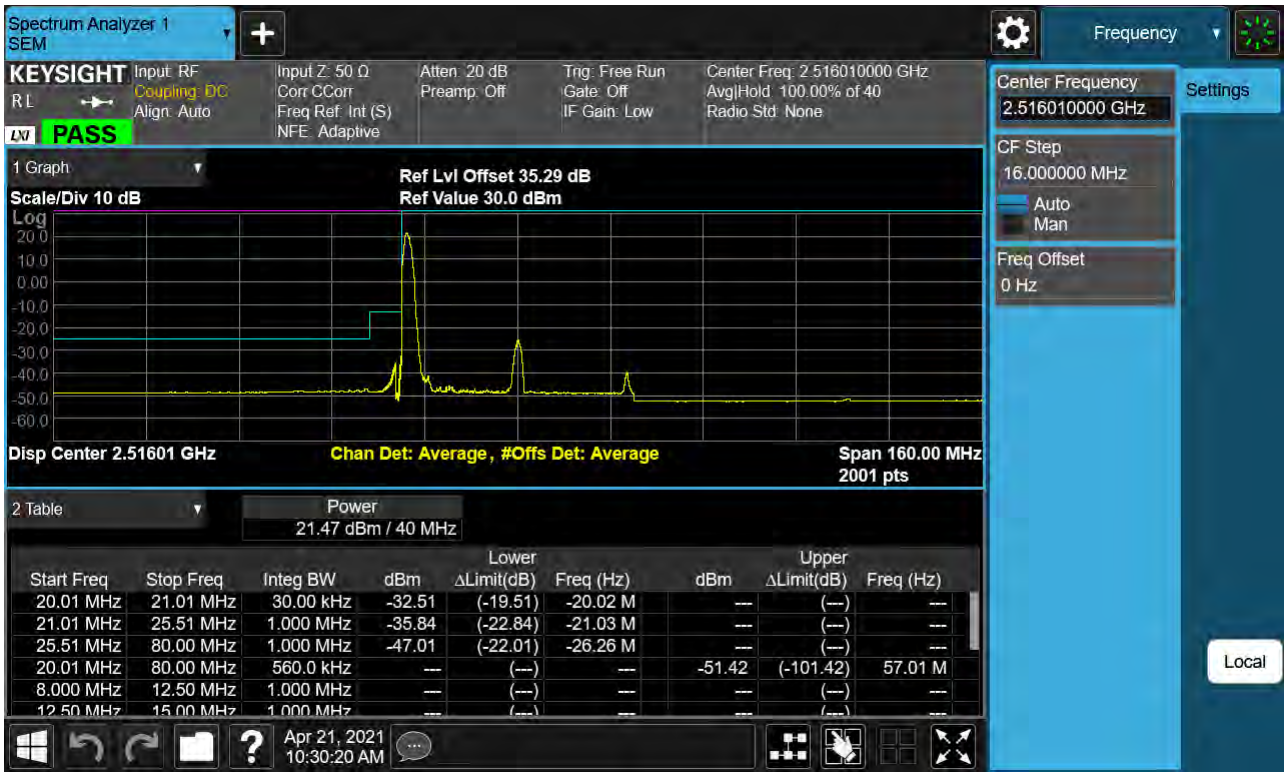 Spectrum Analyzer 1
SEM
Frequency
KEYSIGHT
R L
LXI
PASS
Input: RF
Coupling: DC
Align: Auto
Input Z: 50 Ω
Corr CCorr
Freq Ref: Int (S)
NFE: Adaptive
Atten: 20 dB
Preamp: Off
Trig: Free Run
Gate: Off
IF Gain: Low
Center Freq: 2.516010000 GHz
Avg|Hold: 100.00% of 40
Radio Std: None
1 Graph
Scale/Div 10 dB
Ref Lvl Offset 35.29 dB
Ref Value 30.0 dBm
Log
20.0
10.0
0.00
-10.0
-20.0
-30.0
-40.0
-50.0
-60.0
Disp Center 2.51601 GHz
Chan Det: Average, #Offs Det: Average
Span 160.00 MHz
2001 pts
2 Table
Power
21.47 dBm / 40 MHz
Lower Upper
Start Freq Stop Freq Integ BW dBm ΔLimit(dB) Freq (Hz) dBm ΔLimit(dB) Freq (Hz)
20.01 MHz 21.01 MHz 30.00 kHz -32.51 (-19.51) -20.02 M --- (---) ---
21.01 MHz 25.51 MHz 1.000 MHz -35.84 (-22.84) -21.03 M --- (---) ---
25.51 MHz 80.00 MHz 1.000 MHz -47.01 (-22.01) -26.26 M --- (---) ---
20.01 MHz 80.00 MHz 560.0 kHz --- (---) --- -51.42 (-101.42) 57.01 M
8.000 MHz 12.50 MHz 1.000 MHz --- (---) --- --- (---) ---
12.50 MHz 15.00 MHz 1.000 MHz --- (---) --- --- (---) ---
Center Frequency
2.516010000 GHz
CF Step
16.000000 MHz
Auto
Man
Freq Offset
0 Hz
Settings
Local
?
Apr 21, 2021
10:30:20 AM